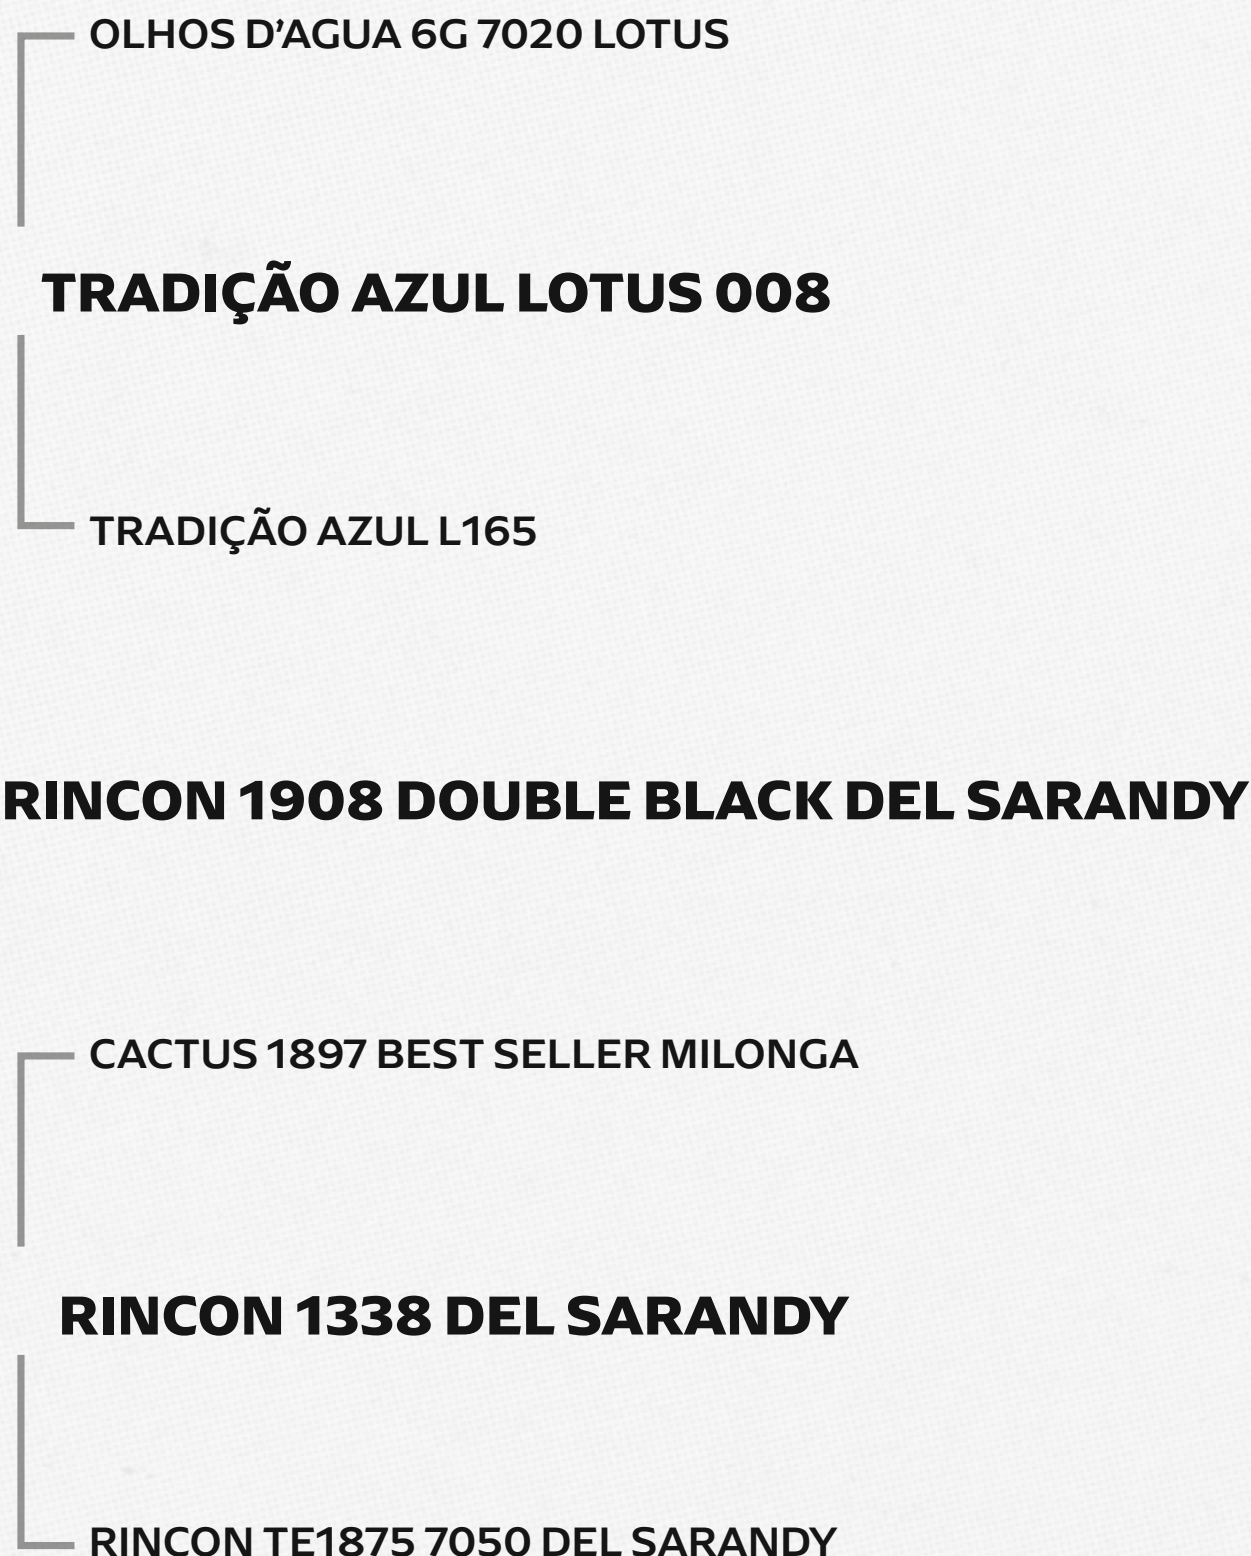 OLHOS D’AGUA 6G 7020 LOTUS
TRADIÇÃO AZUL LOTUS 008
TRADIÇÃO AZUL L165
RINCON 1908 DOUBLE BLACK DEL SARANDY
CACTUS 1897 BEST SELLER MILONGA
RINCON 1338 DEL SARANDY
RINCON TE1875 7050 DEL SARANDY